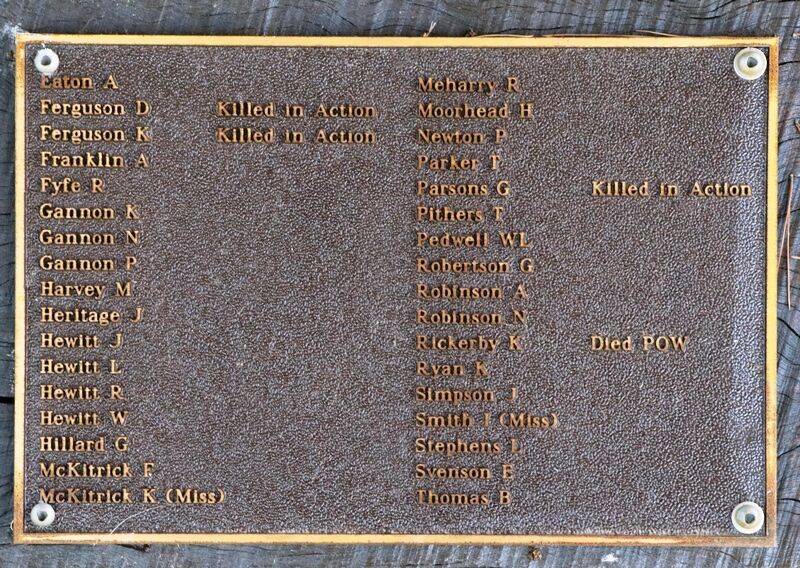 Eaton A
Ferguson D Killed in Action
Ferguson K Killed in Action
Franklin A
Fyfe R
Gannon K
Gannon N
Gannon P
Harvey M
Heritage J
Hewitt J
Hewitt L
Hewitt R
Hewitt W
Hillard G
McKitrick F
McKitrick K (Miss)
Meharry R
Moorhead H
Newton P
Parker T
Parsons G Killed in Action
Pithers T
Pedwell WL
Robertson G
Robinson A
Robinson N
Rickerby K Died POW
Ryan K
Simpson J
Smith I (Miss)
Stephens L
Svenson E
Thomas B